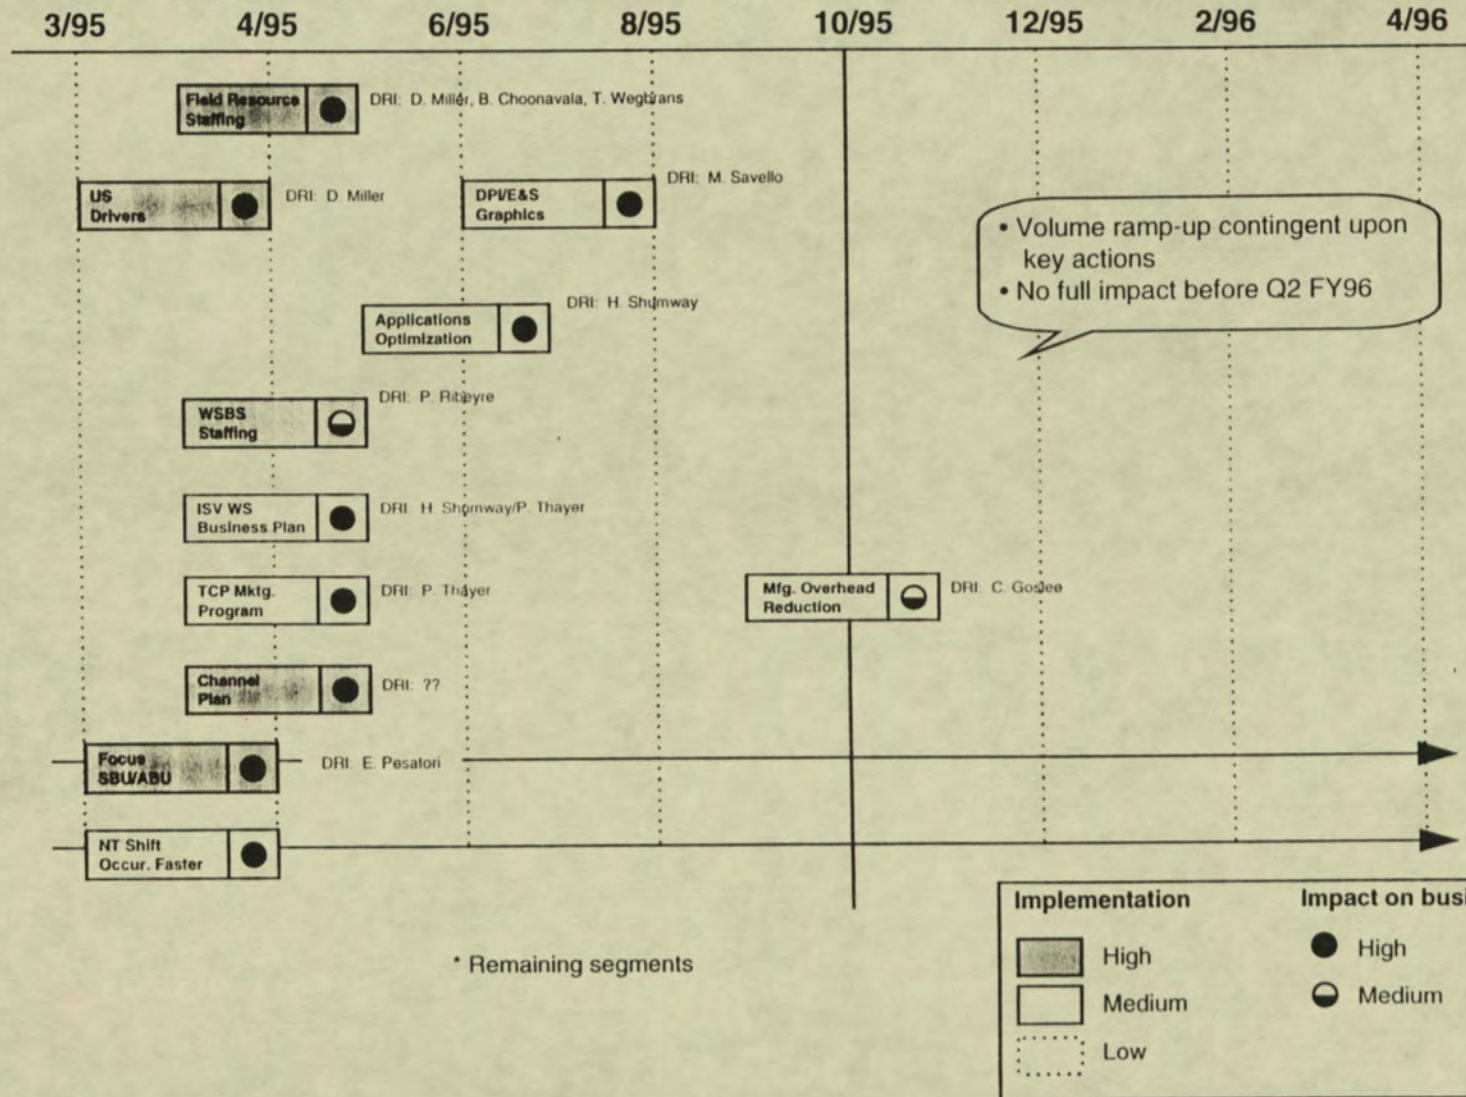 3/95 4/95 6/95 8/95 10/95 12/95 2/96 4/96
Field Resource
Staffing
DRI: D. Miller, B. Choonavala, T. Wegbrans
US
Drivers
DRI: D. Miller
DPI/E&S
Graphics
DRI: M. Savello
• Volume ramp-up contingent upon
key actions
• No full impact before Q2 FY96
Applications
Optimization
DRI: H. Shumway
WSBS
Staffing
DRI: P. Ribeyre
ISV WS
Business Plan
DRI: H. Shumway/P. Thayer
TCP Mktg.
Program
DRI: P. Thayer
Mfg. Overhead
Reduction
DRI: C. Goslee
Channel
Plan
DRI: ??
Focus
SBU/ABU
DRI: E. Pesatori
NT Shift
Occur. Faster
* Remaining segments
Implementation
High
Medium
Low
Impact on busi
High
Medium